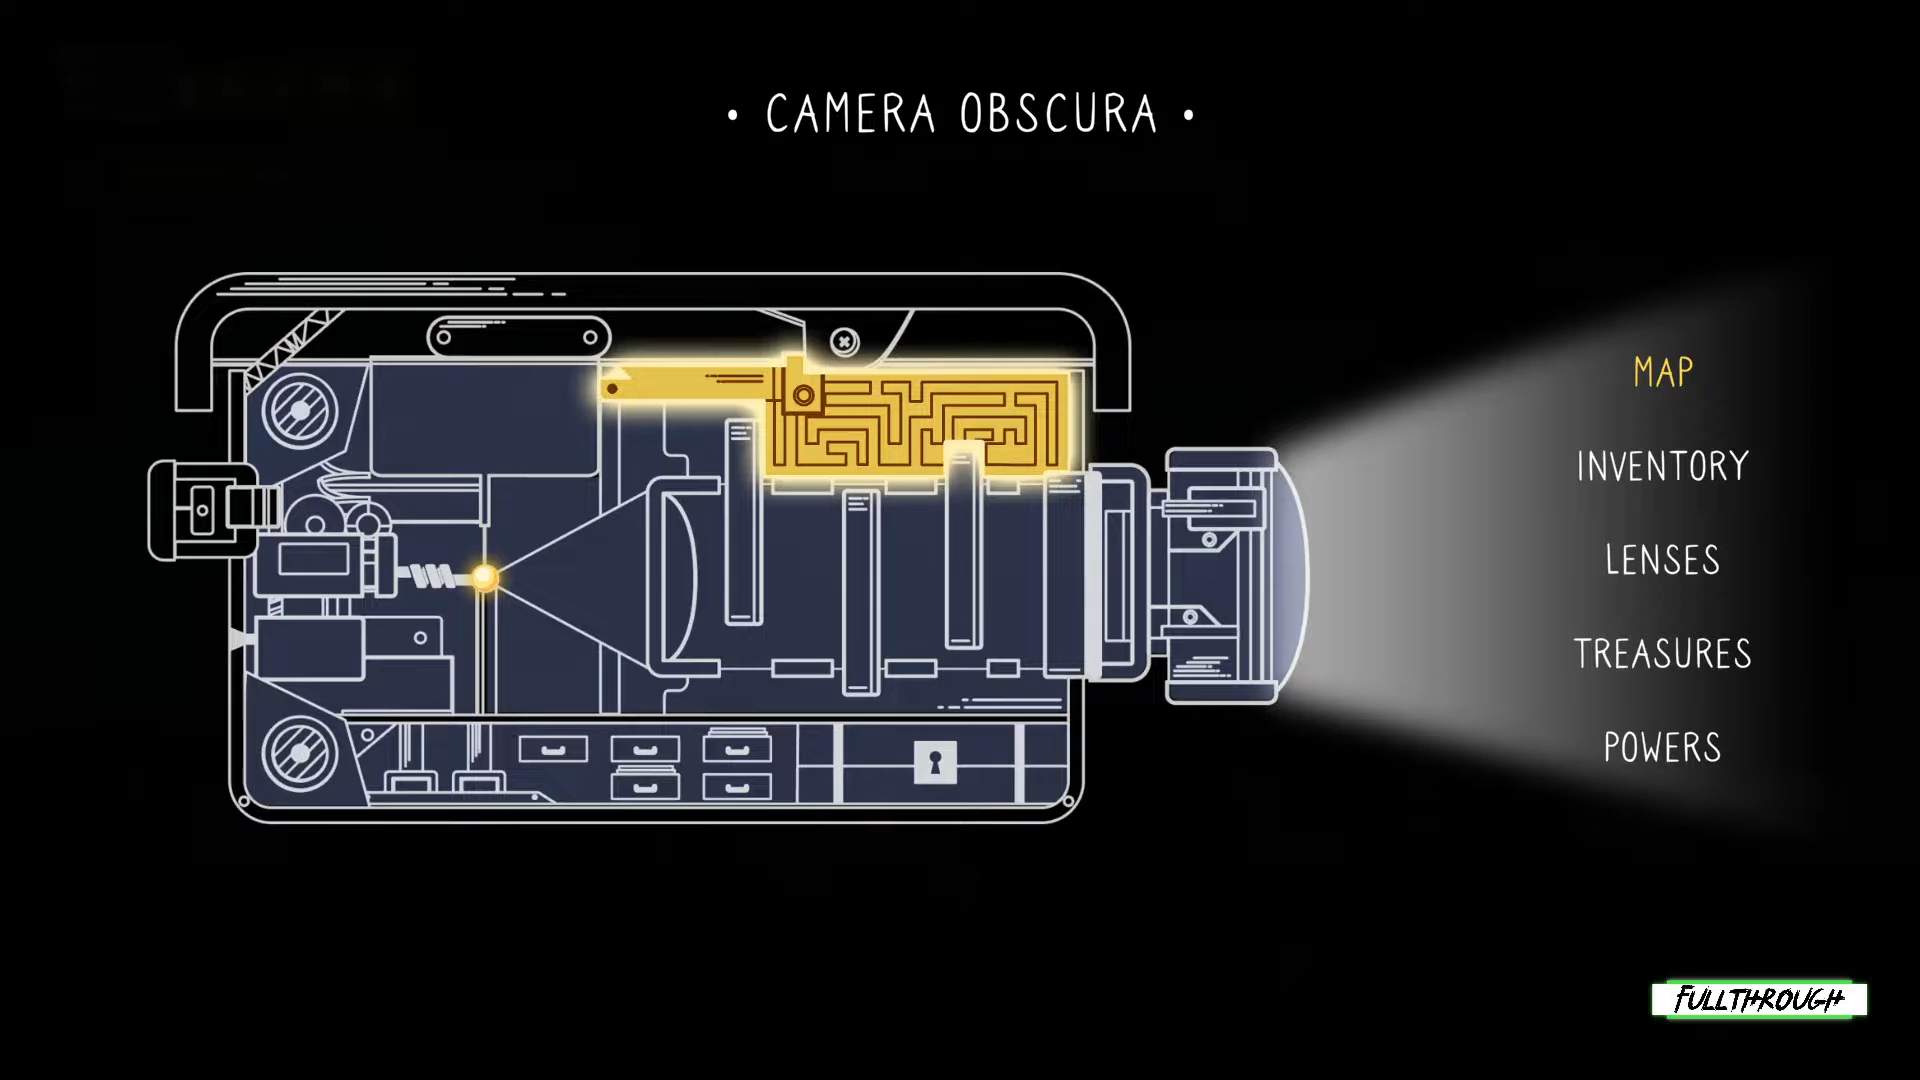 • CAMERA OBSCURA •
MAP
INVENTORY
LENSES
TREASURES
POWERS
FULLTHROUGH